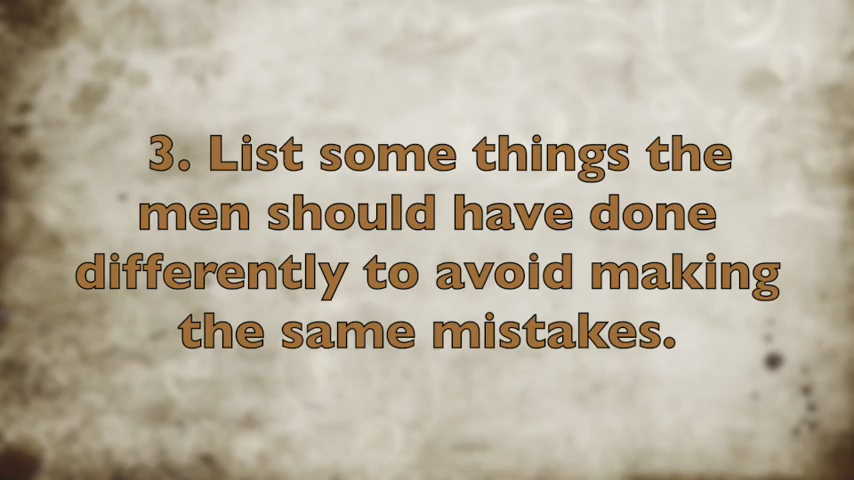 3. List some things the
men should have done
differently to avoid making
the same mistakes.